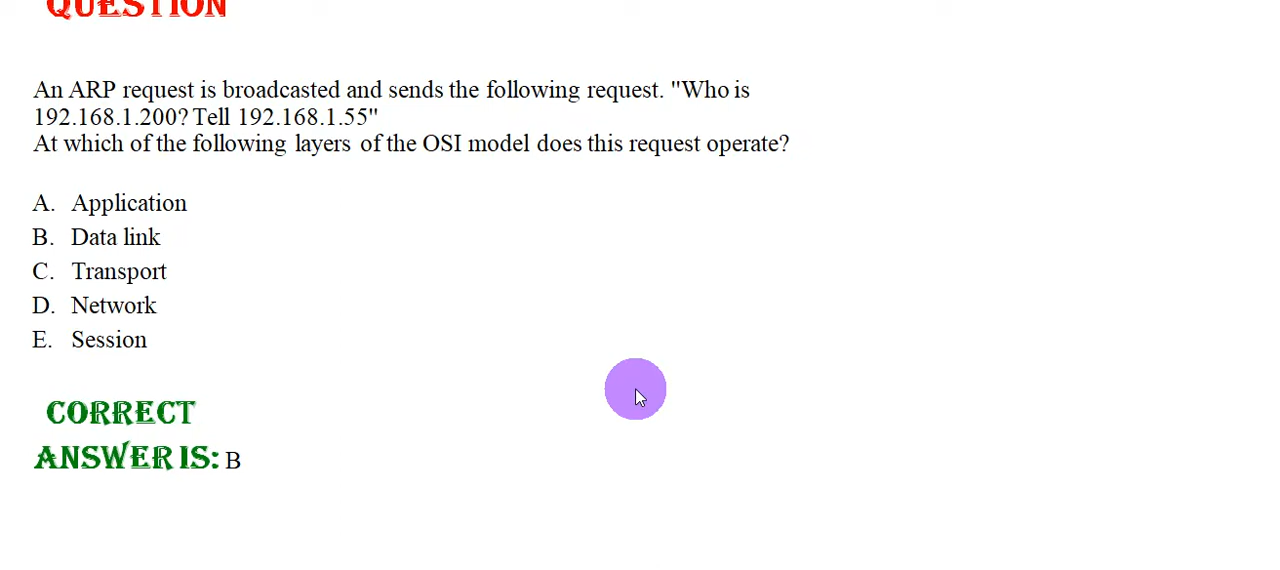 QUESTION
An ARP request is broadcasted and sends the following request. "Who is
192.168.1.200? Tell 192.168.1.55"
At which of the following layers of the OSI model does this request operate?
A. Application
B. Data link
C. Transport
D. Network
E. Session
CORRECT
ANSWER IS: B